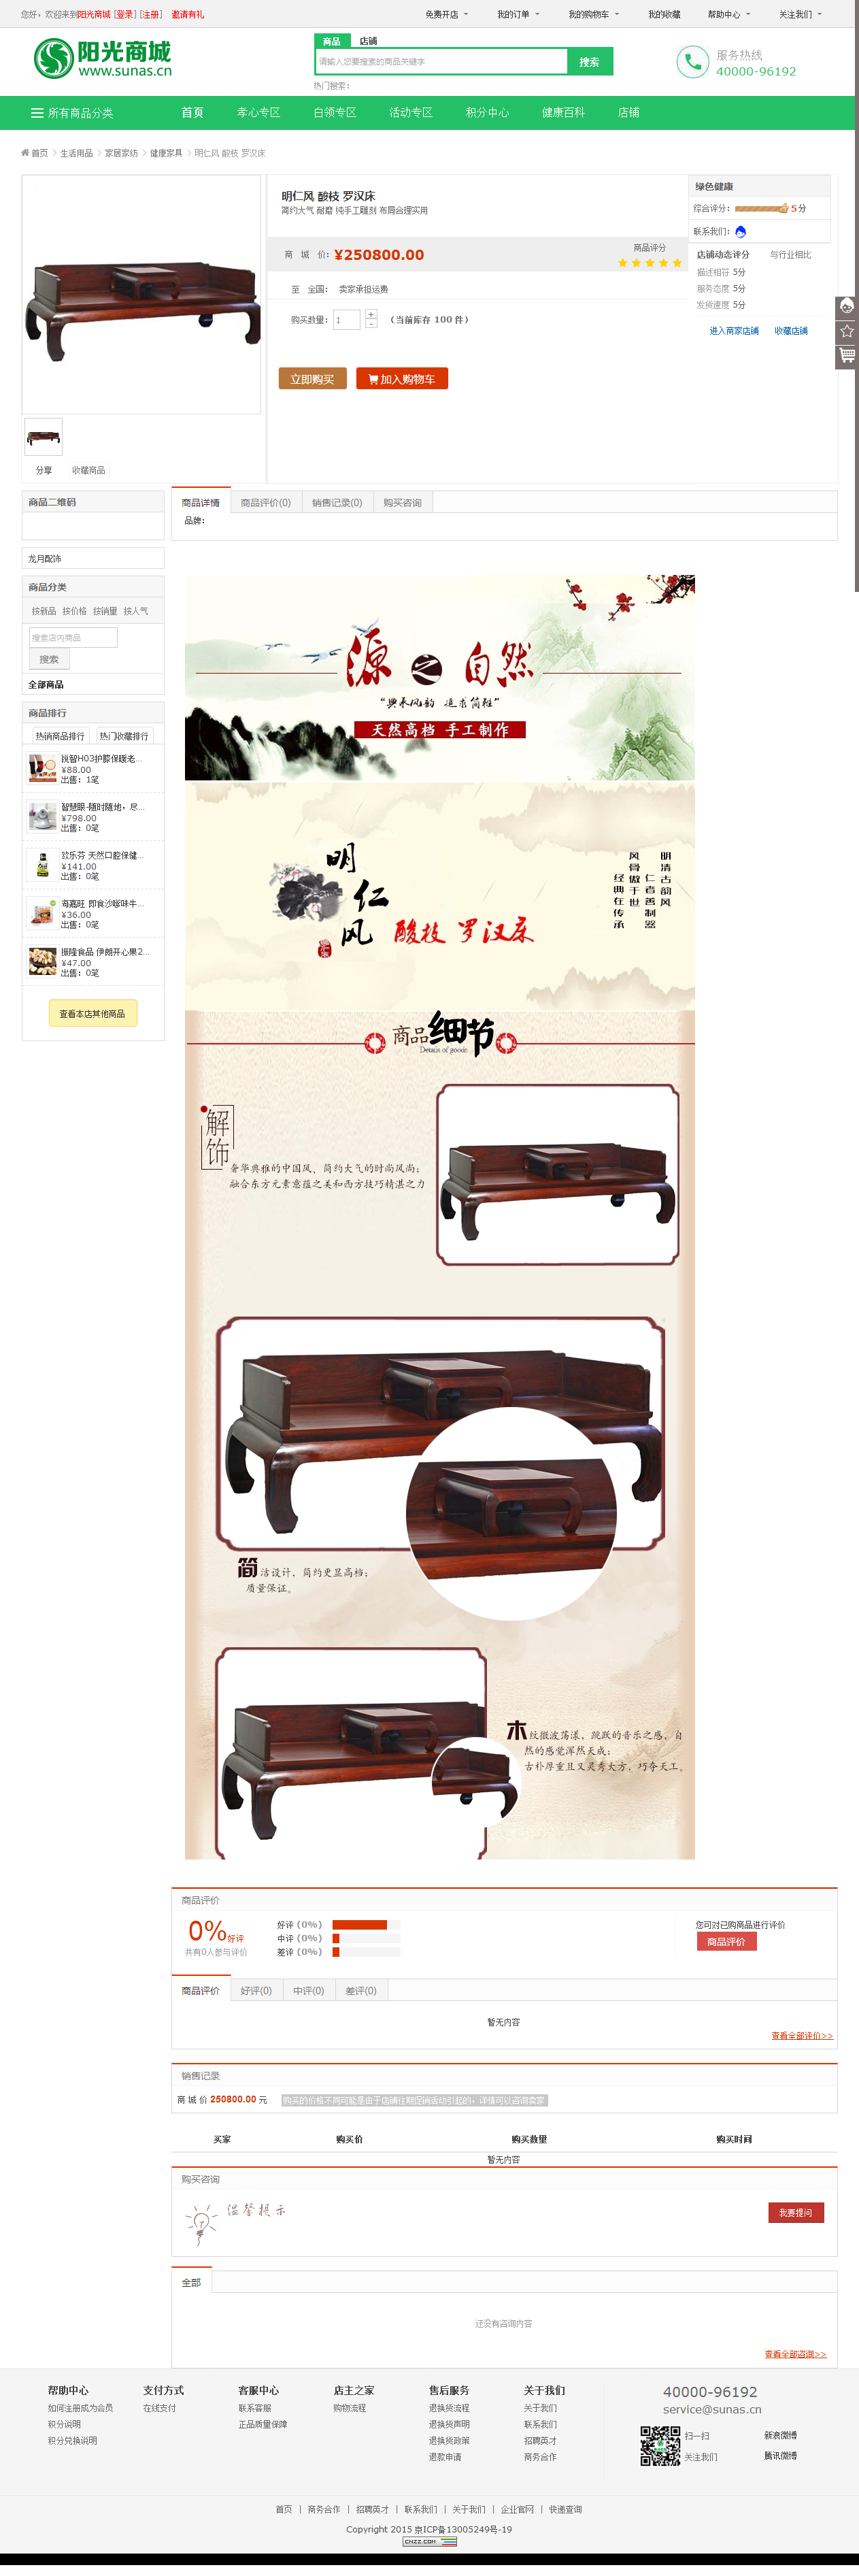 您好，欢迎来到阳光商城 [登录] [注册] 邀请有礼
免费开店 我的订单 我的购物车 我的收藏 帮助中心 关注我们
阳光商城
www.sunas.cn
商品 店铺
请输入您要搜索的商品关键字 搜索
热门搜索：
服务热线
40000-96192
所有商品分类 首页 孝心专区 白领专区 活动专区 积分中心 健康百科 店铺
首页 > 生活用品 > 家居家纺 > 健康家具 > 明仁风 酸枝 罗汉床
明仁风 酸枝 罗汉床
简约大气 耐磨 纯手工雕刻 布局合理实用
商 城 价：¥250800.00
商品评分
至 全国： 卖家承担运费
购买数量： 1 + - （当前库存 100 件）
立即购买 加入购物车
绿色健康
综合评分： 5分
联系我们：
店铺动态评分 与行业相比
描述相符 5分
服务态度 5分
发货速度 5分
进入商家店铺 收藏店铺
分享 收藏商品
商品二维码
龙月配饰
商品分类
按新品 按价格 按销量 按人气
搜索店内商品
搜索
全部商品
商品排行
热销商品排行 热门收藏排行
锐智H03护膝保暖老...
¥88.00
出售：1笔
智慧眼-随时随地，尽...
¥798.00
出售：0笔
致乐芬 天然口腔保健...
¥141.00
出售：0笔
海嘉旺 即食沙嗲味牛...
¥36.00
出售：0笔
振隆食品 伊朗开心果2...
¥47.00
出售：0笔
查看本店其他商品
商品详情 商品评价(0) 销售记录(0) 购买咨询
品牌：
源之自然
“典承风韵 追求简雅”
天然高档 手工制作
明仁风
酸枝 罗汉床
明清古韵风
仁者善制器
风骨傲于世
经典在传承
商品细节
Details of goods
解饰
奢华典雅的中国风、简约大气的时尚风尚；
融合东方元素意蕴之美和西方技巧精湛之力
简洁设计，简约更显高档；
质量保证。
木纹微波荡漾，跳跃的音乐之感，自
然的感觉浑然天成；
古朴厚重且又灵秀大方，巧夺天工。
商品评价
0%好评
共有0人参与评价
好评（0%）
中评（0%）
差评（0%）
您可对已购商品进行评价
商品评价
商品评价 好评(0) 中评(0) 差评(0)
暂无内容
查看全部评价>>
销售记录
商 城 价 250800.00 元 购买的价格不同可能是由于店铺往期促销活动引起的，详情可以咨询卖家
买家 购买价 购买数量 购买时间
暂无内容
购买咨询
温馨提示
我要提问
全部
还没有咨询内容
查看全部咨询>>
帮助中心 支付方式 客服中心 店主之家 售后服务 关于我们
如何注册成为会员 在线支付 联系客服 购物流程 退换货流程 关于我们
积分说明 正品质量保障 退换货声明 联系我们
积分兑换说明 退换货政策 招聘英才
退款申请 商务合作
40000-96192
service@sunas.cn
扫一扫 新浪微博
关注我们 腾讯微博
首页 | 商务合作 | 招聘英才 | 联系我们 | 关于我们 | 企业官网 | 快递查询
Copyright 2015 京ICP备13005249号-19
CNZZ.COM